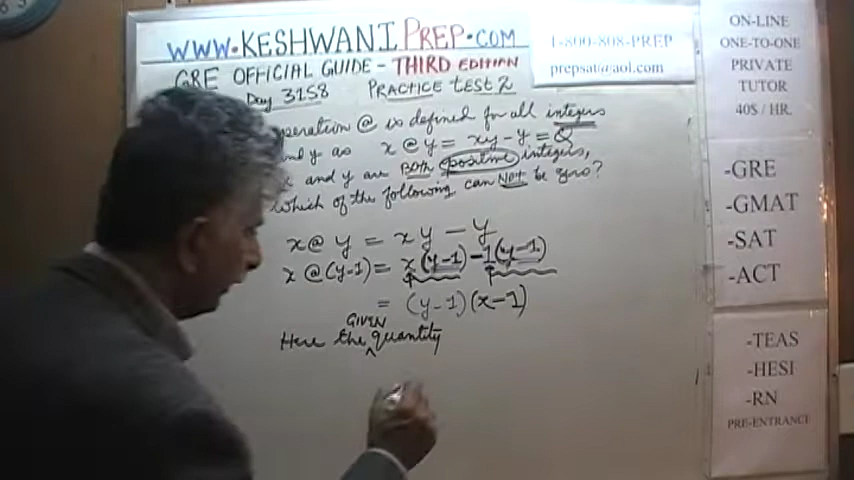 WWW.KESHWANIPREP.COM
GRE OFFICIAL GUIDE - THIRD EDITION
Day 3158 PRACTICE test 2
peration @ is defined for all integers
and y as x @ y = xy - y =
x and y are BOTH positive integers,
which of the following can NOT be zero?
x @ y = xy - y
x @ (y-1) = x (y-1) - 1 (y-1)
= (y-1) (x-1)
GIVEN
Here the ^ quantity
1-800-808-PREP
prepsat@aol.com
ON-LINE
ONE-TO-ONE
PRIVATE
TUTOR
40$ / HR.
-GRE
-GMAT
-SAT
-ACT
-TEAS
-HESI
-RN
PRE-ENTRANCE